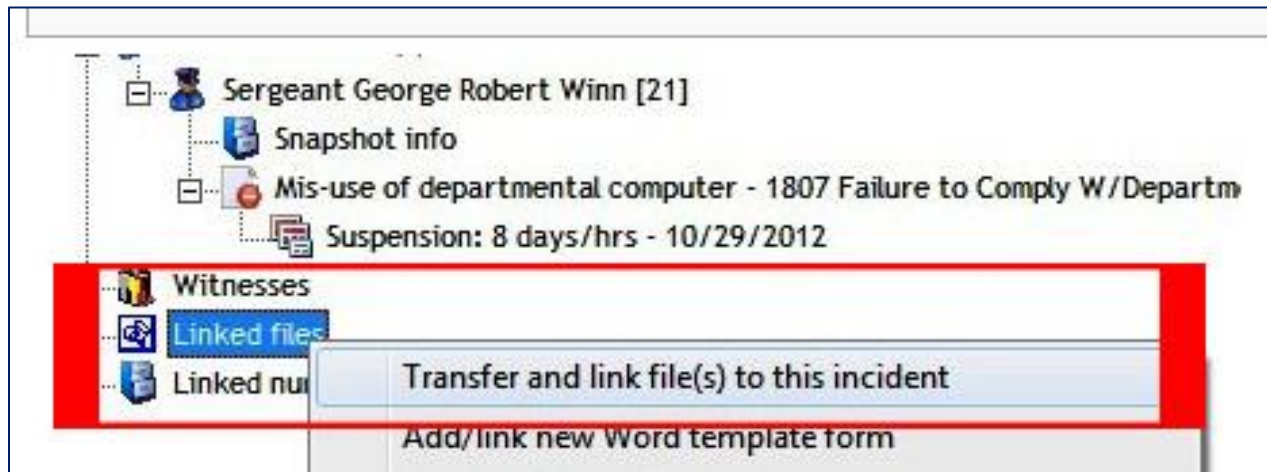 Sergeant George Robert Winn [21]
Snapshot info
Mis-use of departmental computer - 1807 Failure to Comply W/Departm
Suspension: 8 days/hrs - 10/29/2012
Witnesses
Linked files
Linked nu
Transfer and link file(s) to this incident
Add/link new Word template form